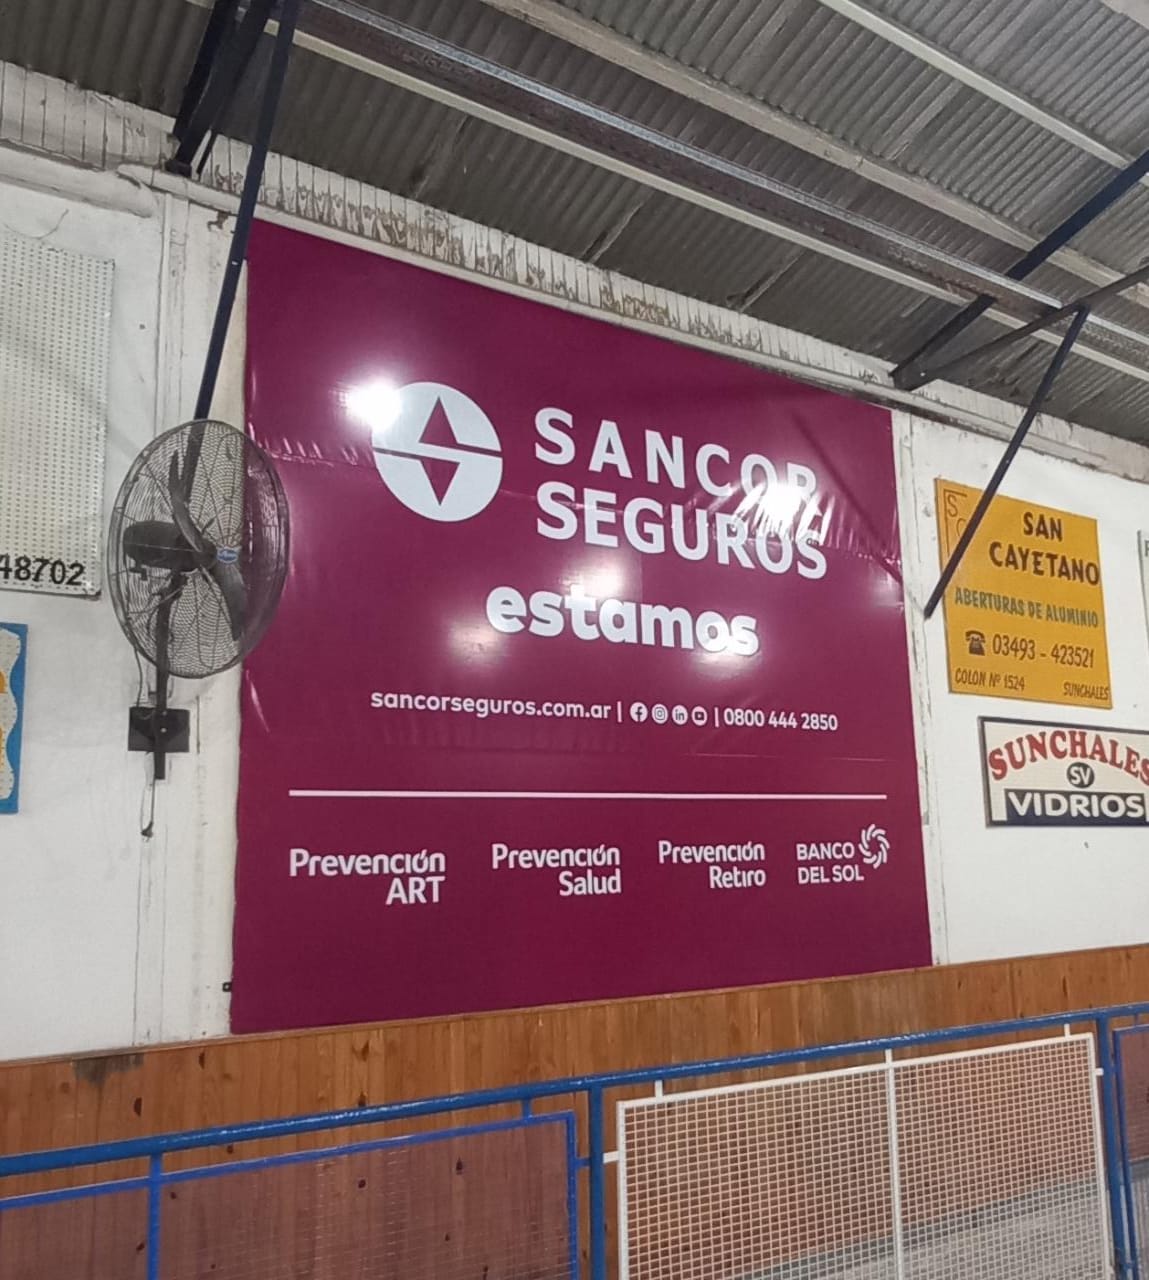 48702
SANCOR
SEGUROS
estamos
sancorseguros.com.ar | | 0800 444 2850
Prevención
ART
Prevención
Salud
Prevención
Retiro
BANCO
DEL SOL
SC
SAN
CAYETANO
ABERTURAS DE ALUMINIO
☎ 03493 - 423521
COLON Nº 1524 SUNCHALES
SUNCHALES
SV
VIDRIOS